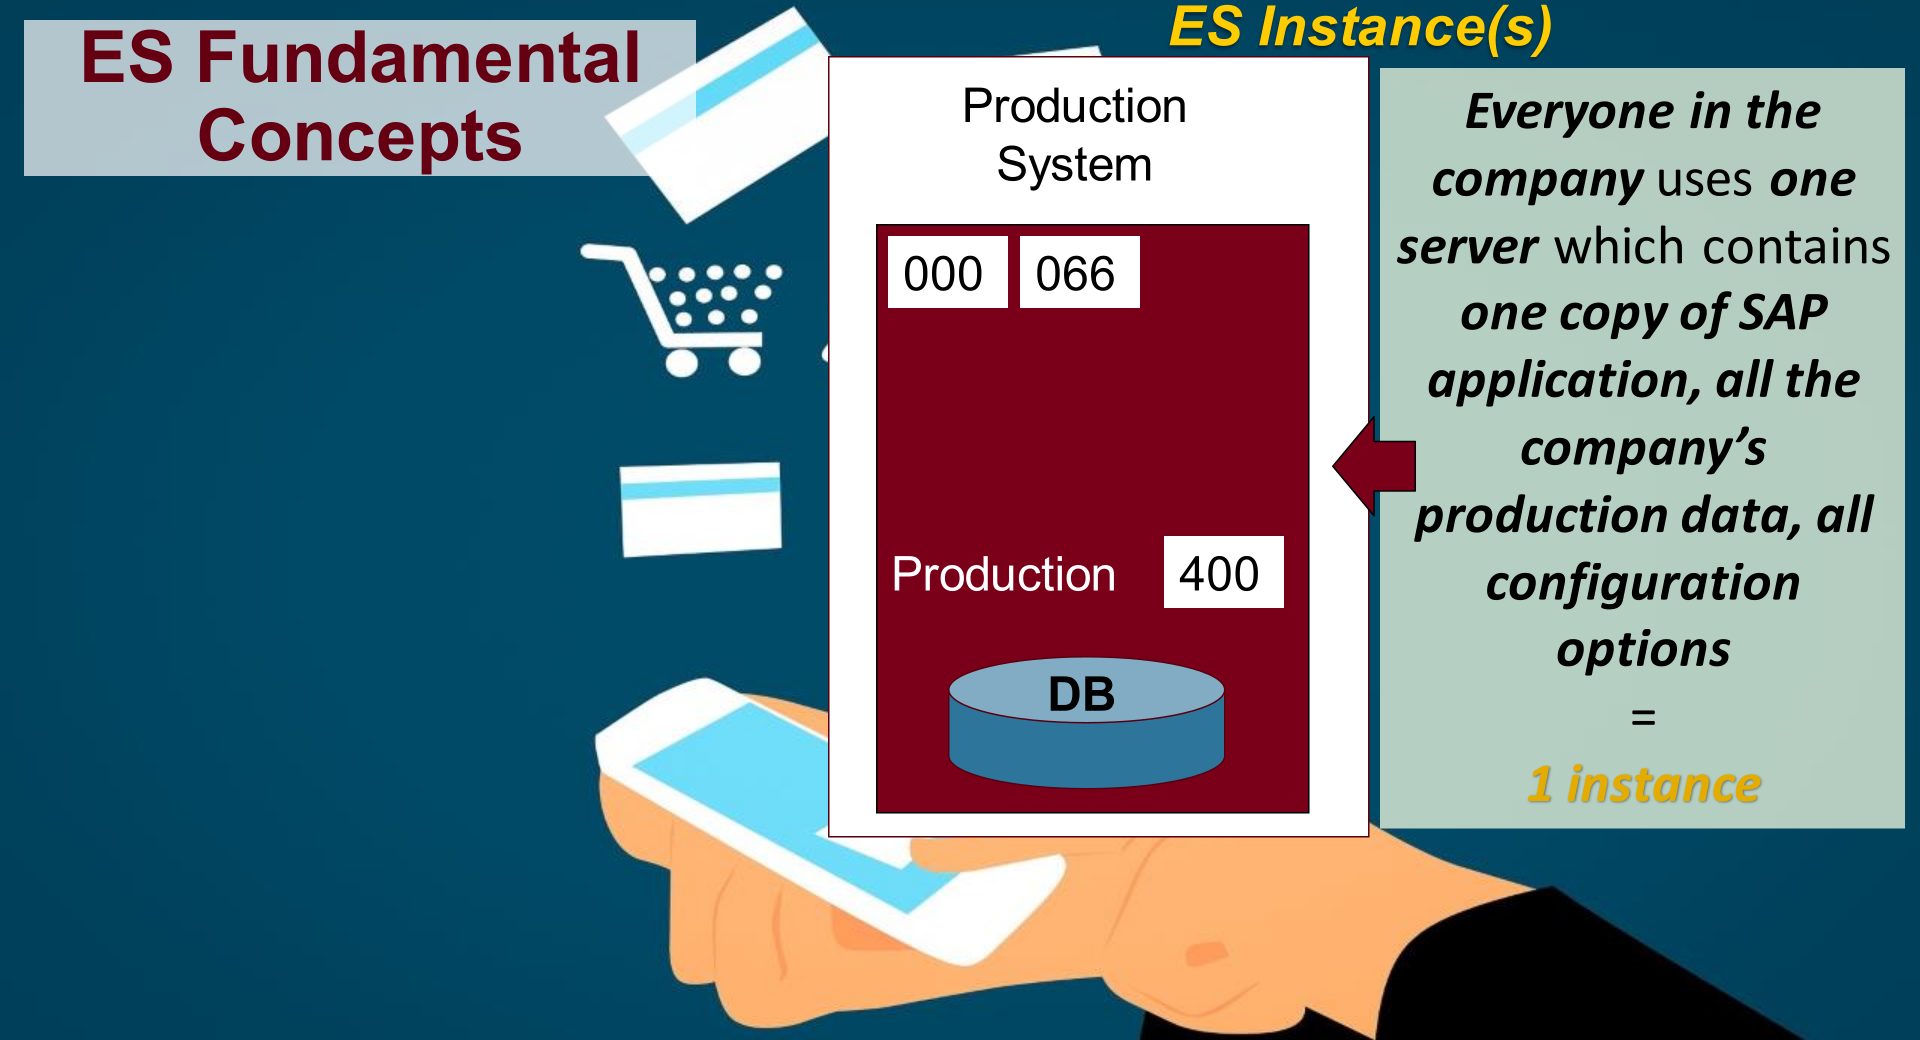 ES Fundamental
Concepts
ES Instance(s)
Production
System
000 066
Production 400
DB
Everyone in the
company uses one
server which contains
one copy of SAP
application, all the
company’s
production data, all
configuration
options
=
1 instance